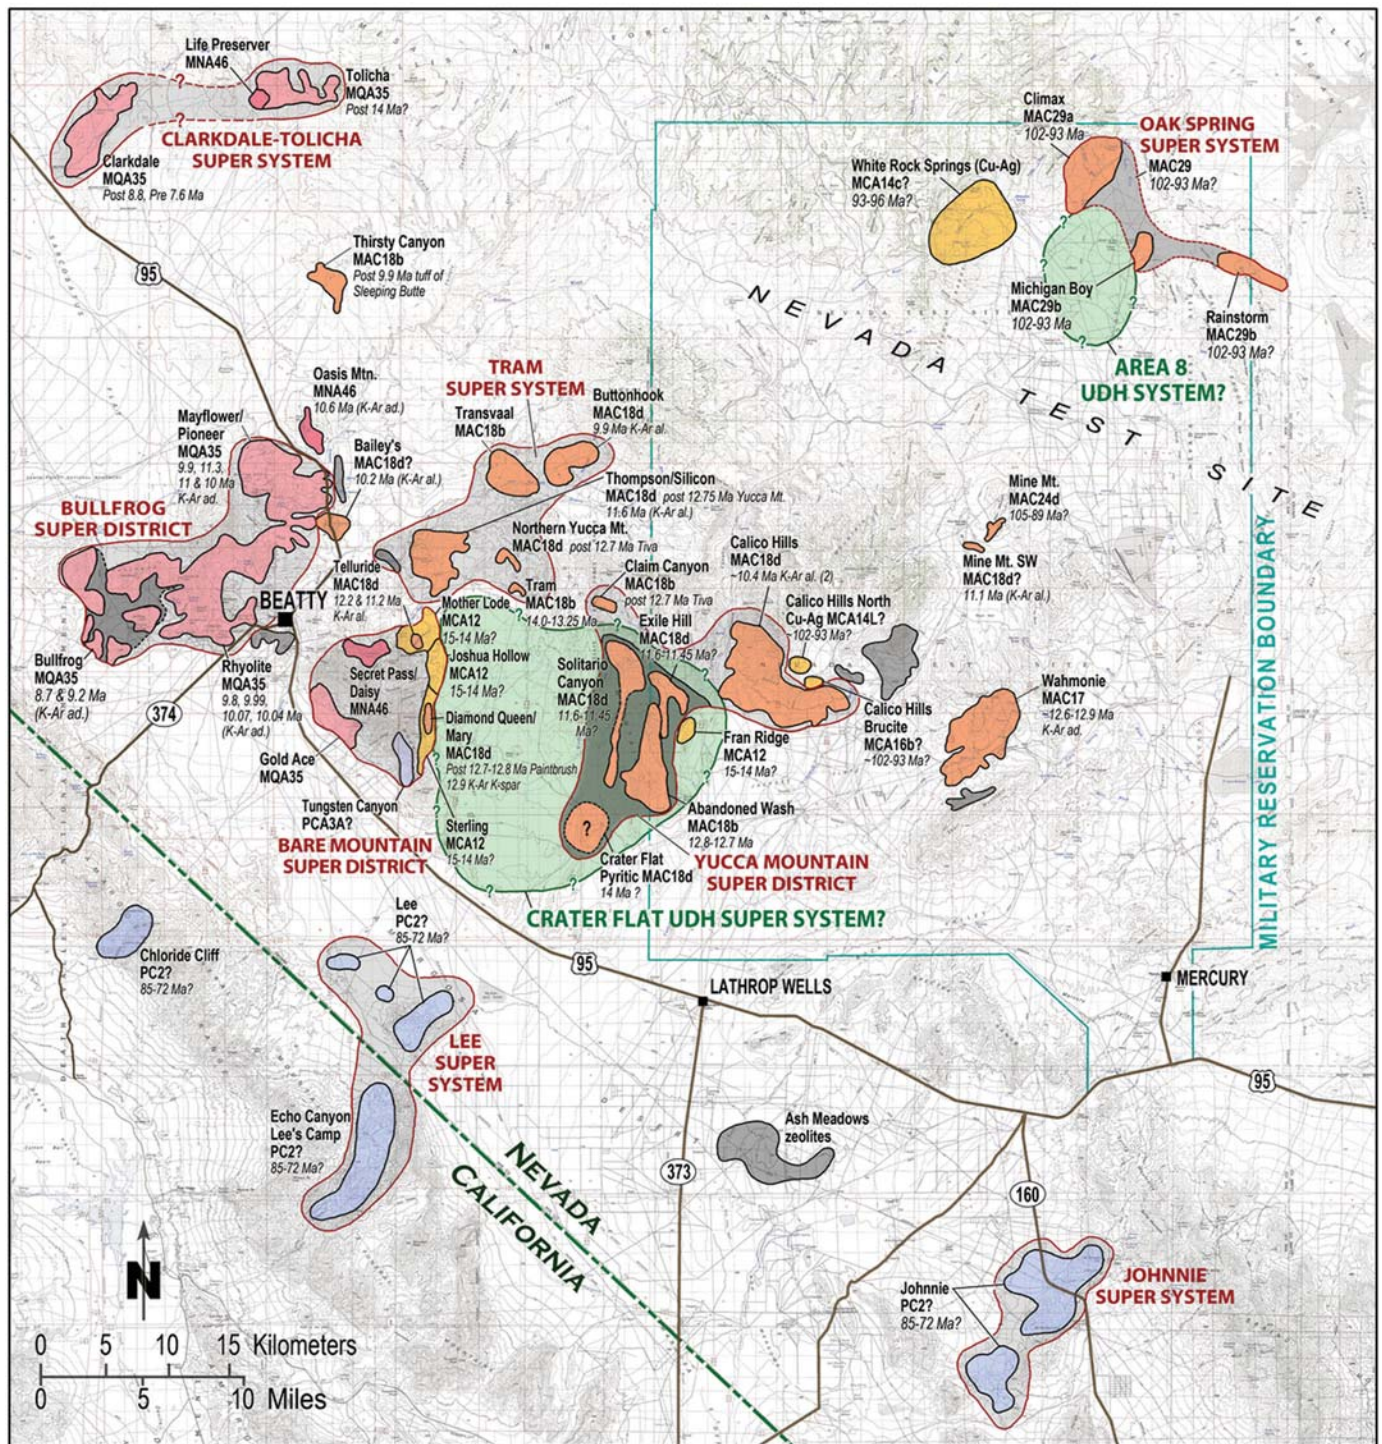 Life Preserver
MNA46
Tolicha
MQA35
Post 14 Ma?
?
?
CLARKDALE-TOLICHA
SUPER SYSTEM
Clarkdale
MQA35
Post 8.8, Pre 7.6 Ma
Climax
MAC29a
102-93 Ma
OAK SPRING
SUPER SYSTEM
MAC29
102-93 Ma?
White Rock Springs (Cu-Ag)
MCA14c?
93-96 Ma?
Thirsty Canyon
MAC18b
Post 9.9 Ma tuff of
Sleeping Butte
95
?
?
?
?
Michigan Boy
MAC29b
102-93 Ma
Rainstorm
MAC29b
102-93 Ma?
AREA 8
UDH SYSTEM?
NEVADA TEST SITE
Oasis Mtn.
MNA46
10.6 Ma (K-Ar ad.)
TRAM
SUPER SYSTEM
Transvaal
MAC18b
Buttonhook
MAC18d
9.9 Ma K-Ar al.
Mayflower/
Pioneer
MQA35
9.9, 11.3,
11 & 10 Ma
K-Ar ad.
Bailey's
MAC18d?
10.2 Ma (K-Ar al.)
Thompson/Silicon
MAC18d post 12.75 Ma Yucca Mt.
11.6 Ma (K-Ar al.)
Mine Mt.
MAC24d
105-89 Ma?
BULLFROG
SUPER DISTRICT
Northern Yucca Mt.
MAC18d post 12.7 Ma Tiva
Calico Hills
MAC18d
~10.4 Ma K-Ar al. (2)
Mine Mt. SW
MAC18d?
11.1 Ma (K-Ar al.)
Telluride
MAC18d
12.2 & 11.2 Ma
K-Ar al.
Claim Canyon
MAC18b
post 12.7 Ma Tiva
Tram
MAC18b
14.0-13.25 Ma
BEATTY
Mother Lode
MCA12
15-14 Ma?
Exile Hill
MAC18d
11.6-11.45 Ma?
Calico Hills North
Cu-Ag MCA14L?
~102-93 Ma?
Joshua Hollow
MCA12
15-14 Ma?
Solitario
Canyon
MAC18d
11.6-11.45
Ma?
Bullfrog
MQA35
8.7 & 9.2 Ma
(K-Ar ad.)
Rhyolite
MQA35
9.8, 9.99,
10.07, 10.04 Ma
(K-Ar ad.)
Secret Pass/
Daisy
MNA46
Wahmonie
MAC17
~12.6-12.9 Ma
K-Ar ad.
374
Diamond Queen/
Mary
MAC18d
Post 12.7-12.8 Ma Paintbrush
12.9 K-Ar K-spar
Calico Hills
Brucite
MCA16b?
~102-93 Ma?
Fran Ridge
MCA12
15-14 Ma?
Gold Ace
MQA35
Tungsten Canyon
PCA3A?
BARE MOUNTAIN
SUPER DISTRICT
Sterling
MCA12
15-14 Ma?
Abandoned Wash
MAC18b
12.8-12.7 Ma
?
Crater Flat
Pyritic MAC18d
14 Ma ?
YUCCA MOUNTAIN
SUPER DISTRICT
?
?
?
?
?
?
?
?
CRATER FLAT UDH SUPER SYSTEM?
MILITARY RESERVATION BOUNDARY
Chloride Cliff
PC2?
85-72 Ma?
Lee
PC2?
85-72 Ma?
95
LATHROP WELLS
MERCURY
LEE
SUPER
SYSTEM
95
Echo Canyon
Lee's Camp
PC2?
85-72 Ma?
Ash Meadows
zeolites
NEVADA
CALIFORNIA
373
160
N
Johnnie
PC2?
85-72 Ma?
JOHNNIE
SUPER SYSTEM
0 5 10 15 Kilometers
0 5 10 Miles